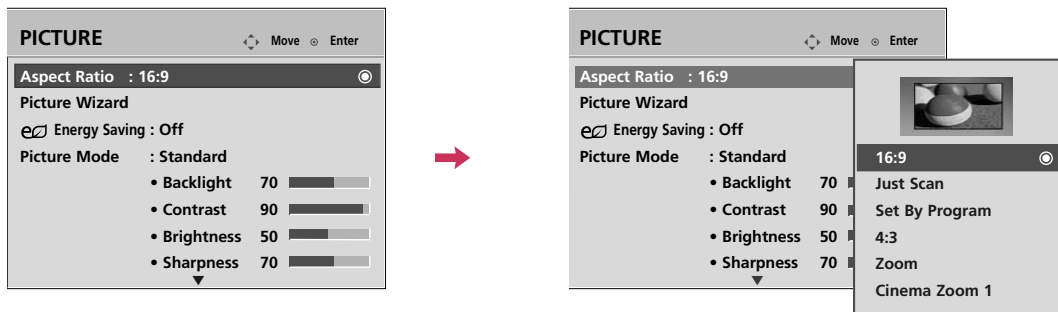 PICTURE Move Enter
Aspect Ratio : 16:9
Picture Wizard
Energy Saving : Off
Picture Mode : Standard
• Backlight 70
• Contrast 90
• Brightness 50
• Sharpness 70
PICTURE Move Enter
Aspect Ratio : 16:9
Picture Wizard
Energy Saving : Off
Picture Mode : Standard
• Backlight 70
• Contrast 90
• Brightness 50
• Sharpness 70
16:9
Just Scan
Set By Program
4:3
Zoom
Cinema Zoom 1